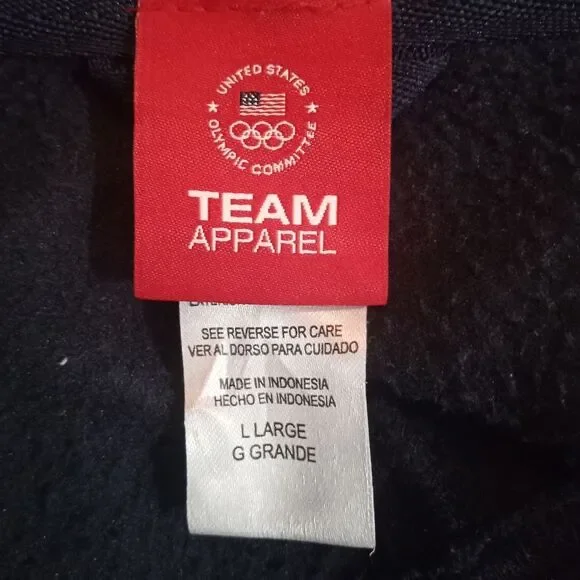 UNITED STATES
OLYMPIC COMMITTEE
TEAM
APPAREL
SEE REVERSE FOR CARE
VER AL DORSO PARA CUIDADO
MADE IN INDONESIA
HECHO EN INDONESIA
L LARGE
G GRANDE